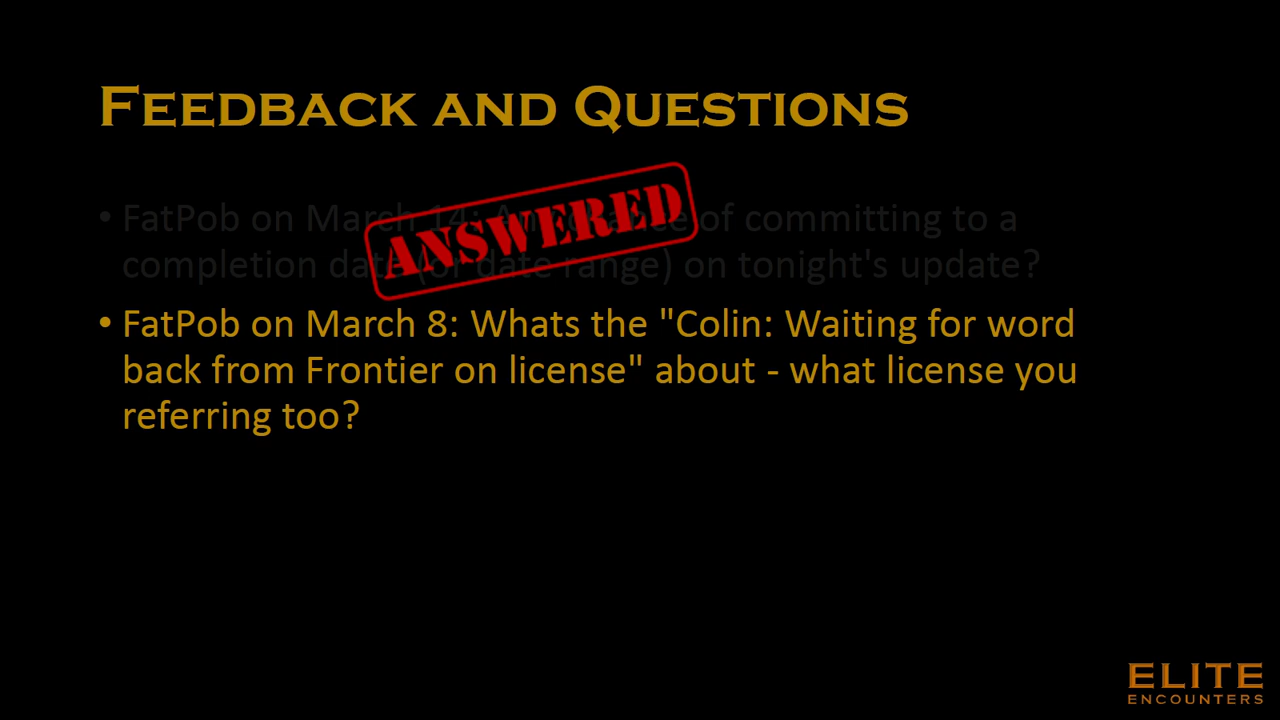 FEEDBACK AND QUESTIONS
• FatPob on March 14: of committing to a
completion date (or date range) on tonight's update?
ANSWERED
• FatPob on March 8: Whats the "Colin: Waiting for word
back from Frontier on license" about - what license you
referring too?
ELITE
ENCOUNTERS